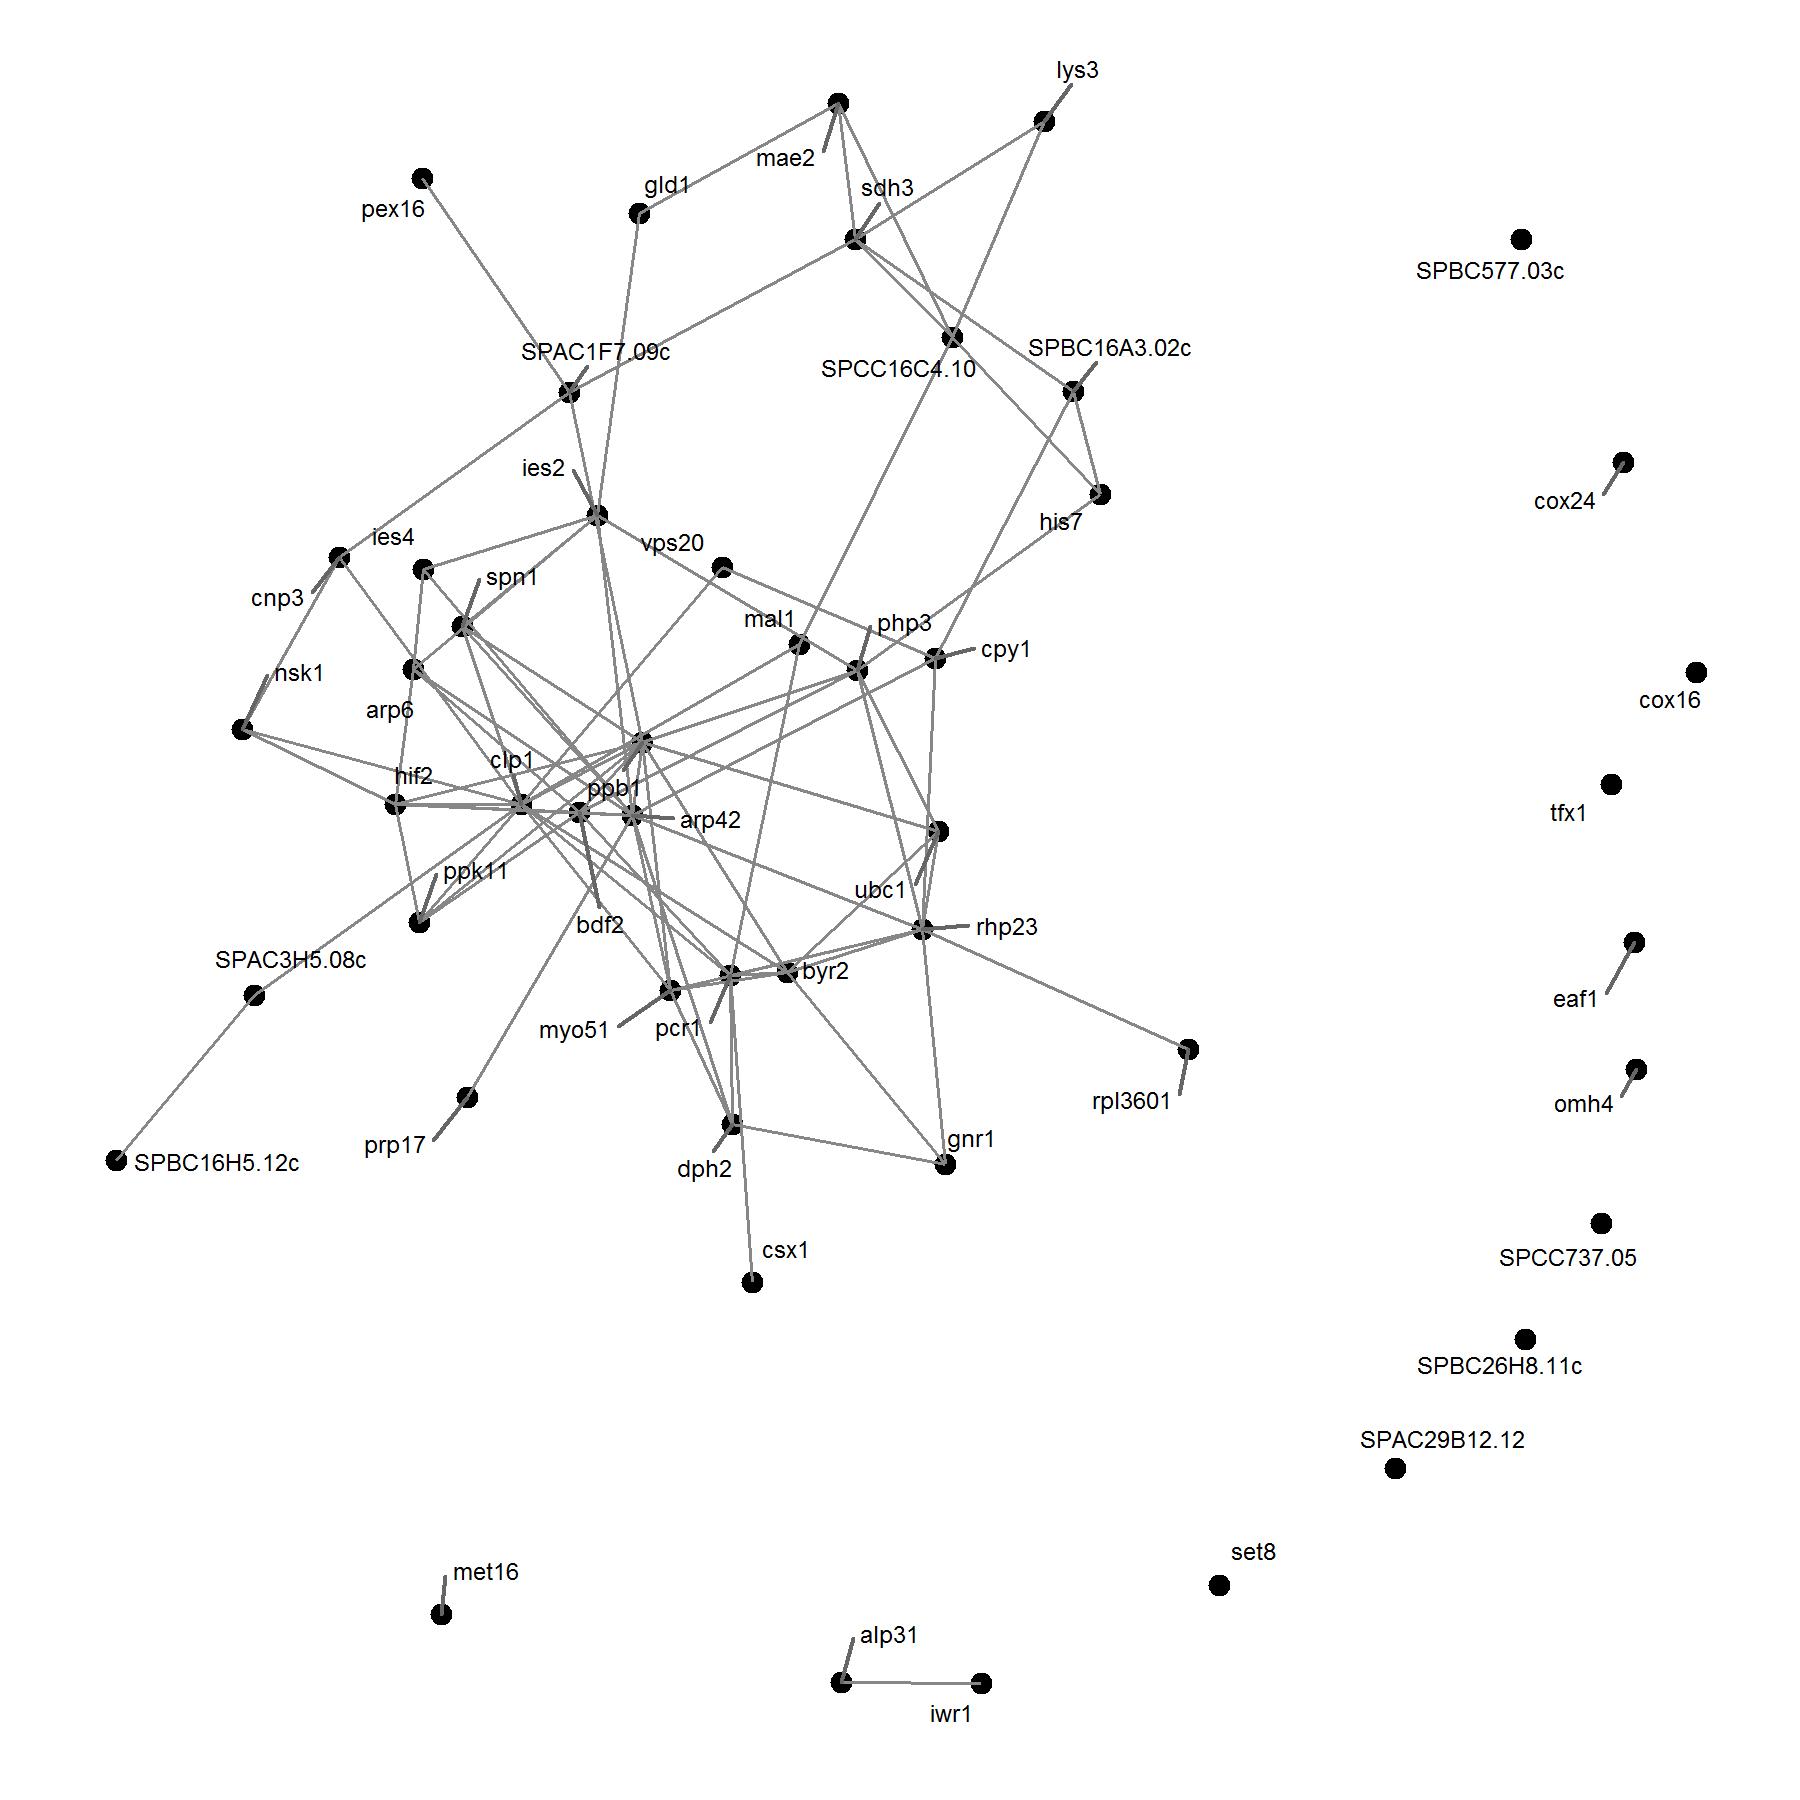 lys3
mae2
gld1
sdh3
pex16
SPBC577.03c
SPAC1F7.09c
SPBC16A3.02c
SPCC16C4.10
ies2
cox24
his7
ies4
vps20
spn1
cnp3
mal1
php3
cpy1
nsk1
cox16
arp6
clp1
hif2
ppb1
tfx1
arp42
ppk11
ubc1
bdf2
rhp23
SPAC3H5.08c
byr2
eaf1
myo51
pcr1
rpl3601
omh4
prp17
gnr1
SPBC16H5.12c
dph2
csx1
SPCC737.05
SPBC26H8.11c
SPAC29B12.12
set8
met16
alp31
iwr1